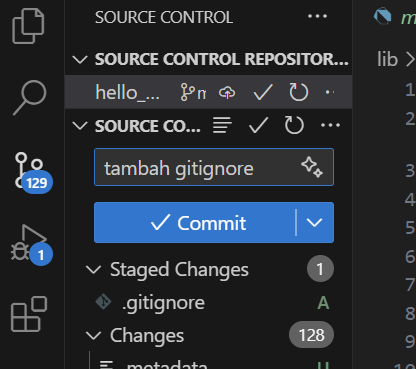 SOURCE CONTROL
SOURCE CONTROL REPOSITOR...
hello_...
SOURCE CO...
tambah gitignore
Commit
Staged Changes 1
.gitignore A
Changes 128
.metadata U
129
1
lib
1
2
3
4
5
6
7
8
9
10